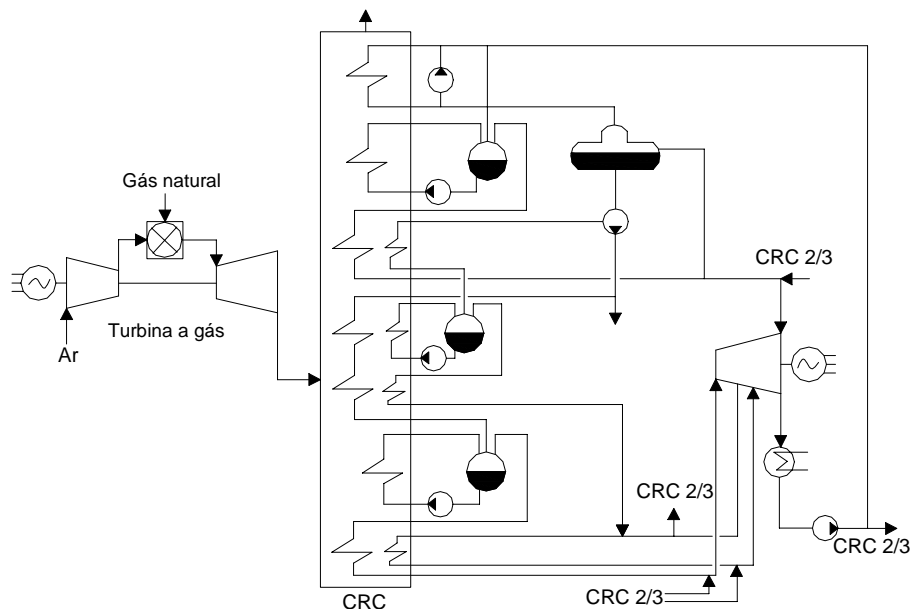 Gás natural
CRC 2/3
Turbina a gás
Ar
CRC 2/3
CRC 2/3
CRC 2/3
CRC